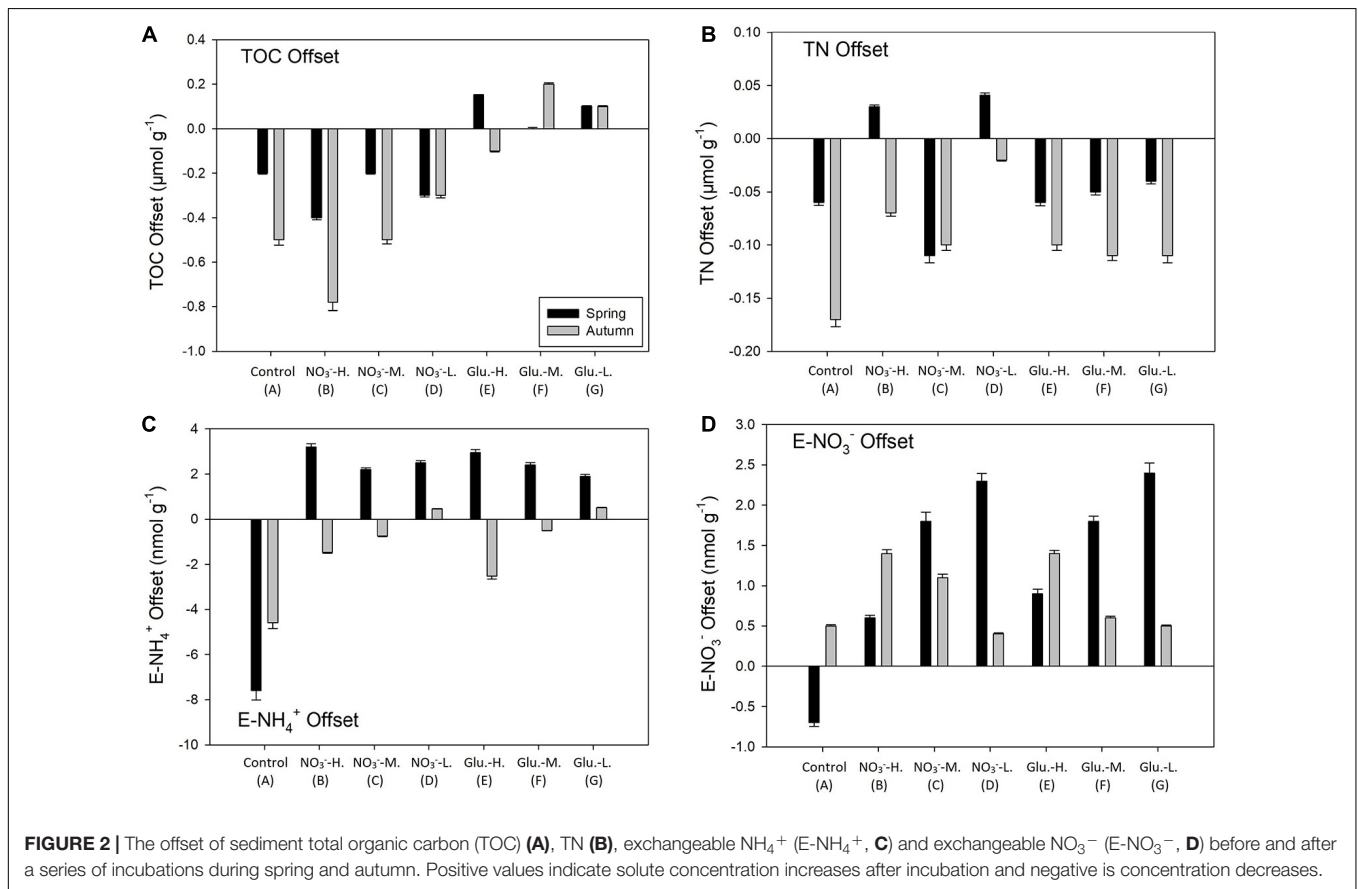 A
TOC Offset
TOC Offset (µmol g⁻¹)
0.4
0.2
0.0
-0.2
-0.4
-0.6
-0.8
-1.0
Spring
Autumn
Control NO₃⁻-H. NO₃⁻-M. NO₃⁻-L. Glu.-H. Glu.-M. Glu.-L.
(A) (B) (C) (D) (E) (F) (G)
B
TN Offset
TN Offset (µmol g⁻¹)
0.10
0.05
0.00
-0.05
-0.10
-0.15
-0.20
Control NO₃⁻-H. NO₃⁻-M. NO₃⁻-L. Glu.-H. Glu.-M. Glu.-L.
(A) (B) (C) (D) (E) (F) (G)
C
E-NH₄⁺ Offset (nmol g⁻¹)
4
2
0
-2
-4
-6
-8
-10
E-NH₄⁺ Offset
Control NO₃⁻-H. NO₃⁻-M. NO₃⁻-L. Glu.-H. Glu.-M. Glu.-L.
(A) (B) (C) (D) (E) (F) (G)
D
E-NO₃⁻ Offset
E-NO₃⁻ Offset (nmol g⁻¹)
3.0
2.5
2.0
1.5
1.0
0.5
0.0
-0.5
-1.0
Control NO₃⁻-H. NO₃⁻-M. NO₃⁻-L. Glu.-H. Glu.-M. Glu.-L.
(A) (B) (C) (D) (E) (F) (G)
FIGURE 2 | The offset of sediment total organic carbon (TOC) (A), TN (B), exchangeable NH₄⁺ (E-NH₄⁺, C) and exchangeable NO₃⁻ (E-NO₃⁻, D) before and after
a series of incubations during spring and autumn. Positive values indicate solute concentration increases after incubation and negative is concentration decreases.